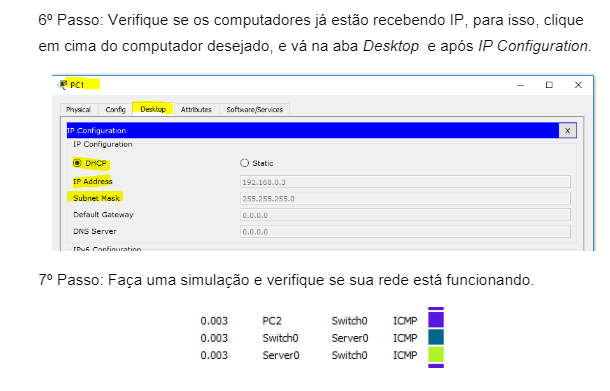 6º Passo: Verifique se os computadores já estão recebendo IP, para isso, clique
em cima do computador desejado, e vá na aba Desktop e após IP Configuration.
PC1
Physical Config Desktop Attributes Software/Services
IP Configuration X
IP Configuration
DHCP Static
IP Address 192.168.0.3
Subnet Mask 255.255.255.0
Default Gateway 0.0.0.0
DNS Server 0.0.0.0
IPv6 Configuration
7º Passo: Faça uma simulação e verifique se sua rede está funcionando.
0.003 PC2 Switch0 ICMP
0.003 Switch0 Server0 ICMP
0.003 Server0 Switch0 ICMP